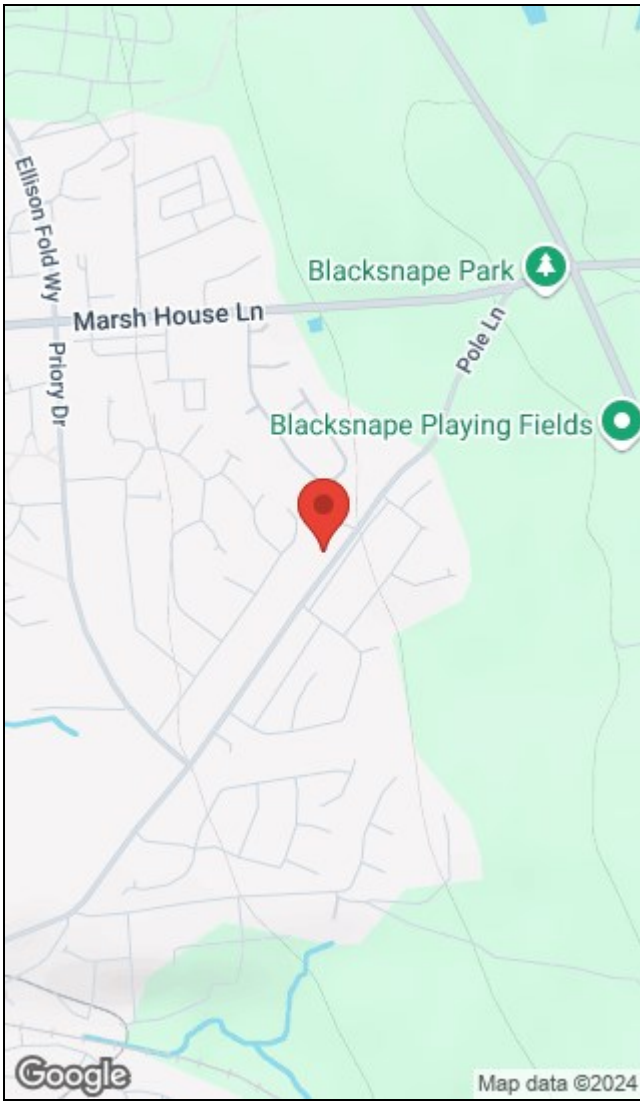 Ellison Fold Wy
Blacksnape Park
Marsh House Ln
Pole Ln
Priory Dr
Blacksnape Playing Fields
Google
Map data ©2024